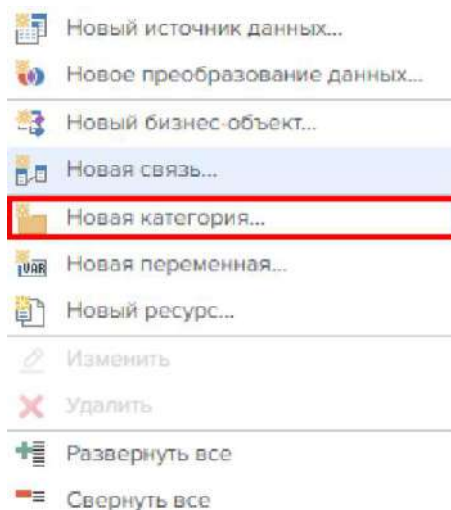 Новый источник данных...
Новое преобразование данных...
Новый бизнес-объект...
Новая связь...
Новая категория...
VAR Новая переменная...
Новый ресурс...
Изменить
Удалить
Развернуть все
Свернуть все